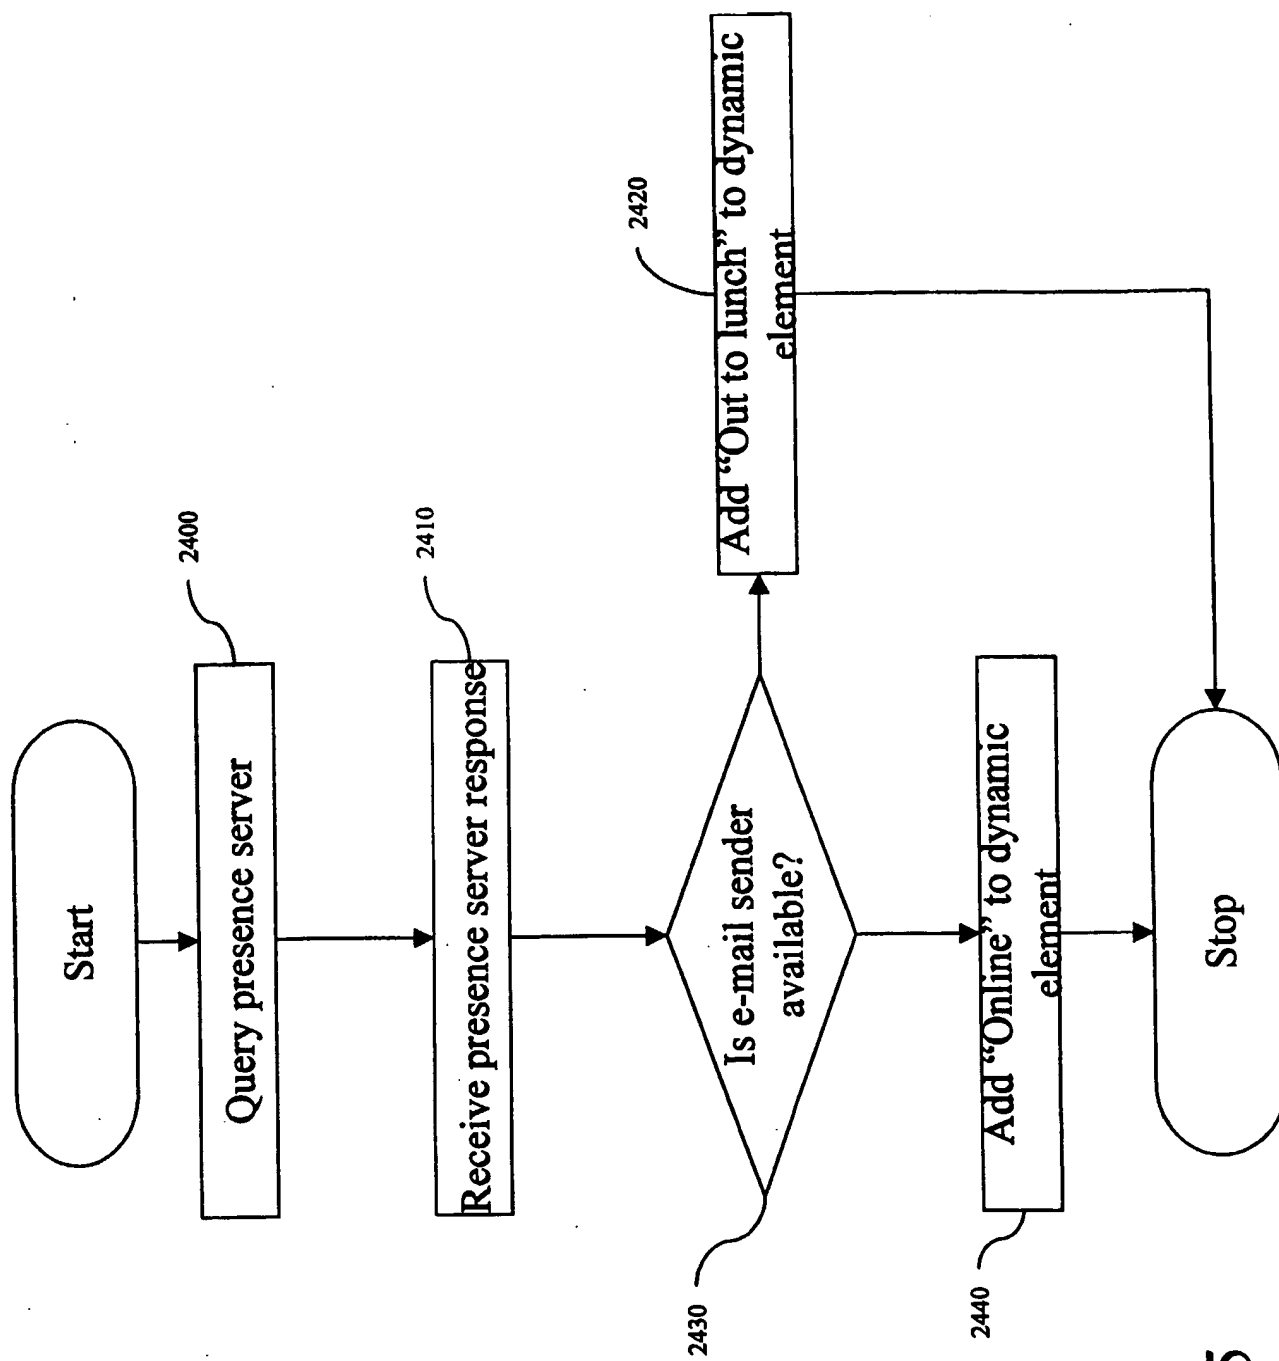 Start
2400
Query presence server
2410
Receive presence server response
2430
Is e-mail sender
available?
2420
Add “Out to lunch” to dynamic
element
2440
Add “Online” to dynamic
element
Stop